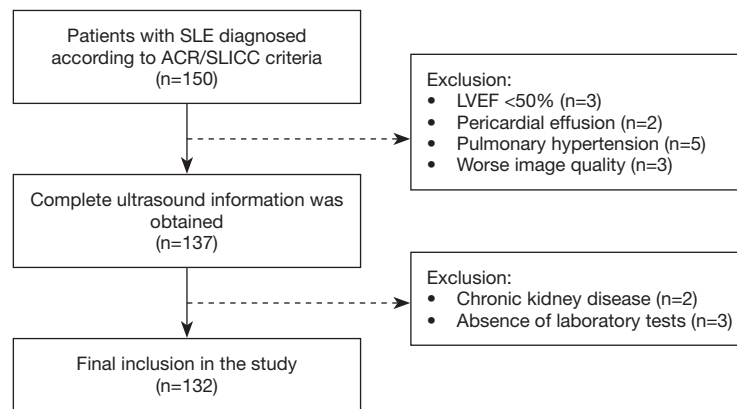 Patients with SLE diagnosed
according to ACR/SLICC criteria
(n=150)
Exclusion:
• LVEF <50% (n=3)
• Pericardial effusion (n=2)
• Pulmonary hypertension (n=5)
• Worse image quality (n=3)
Complete ultrasound information was
obtained
(n=137)
Exclusion:
• Chronic kidney disease (n=2)
• Absence of laboratory tests (n=3)
Final inclusion in the study
(n=132)